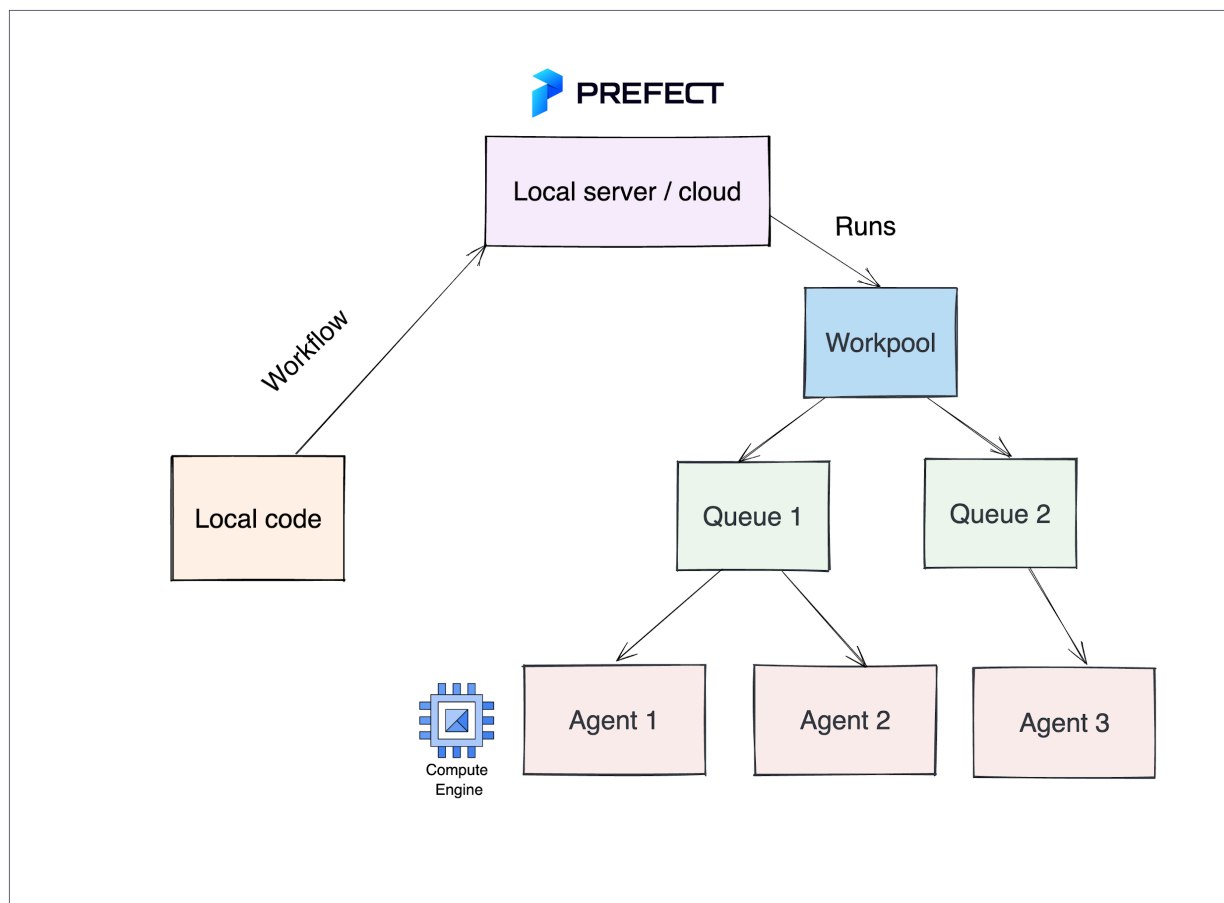 PREFECT
Local server / cloud
Runs
Workflow
Workpool
Local code
Queue 1
Queue 2
Agent 1
Agent 2
Agent 3
Compute
Engine